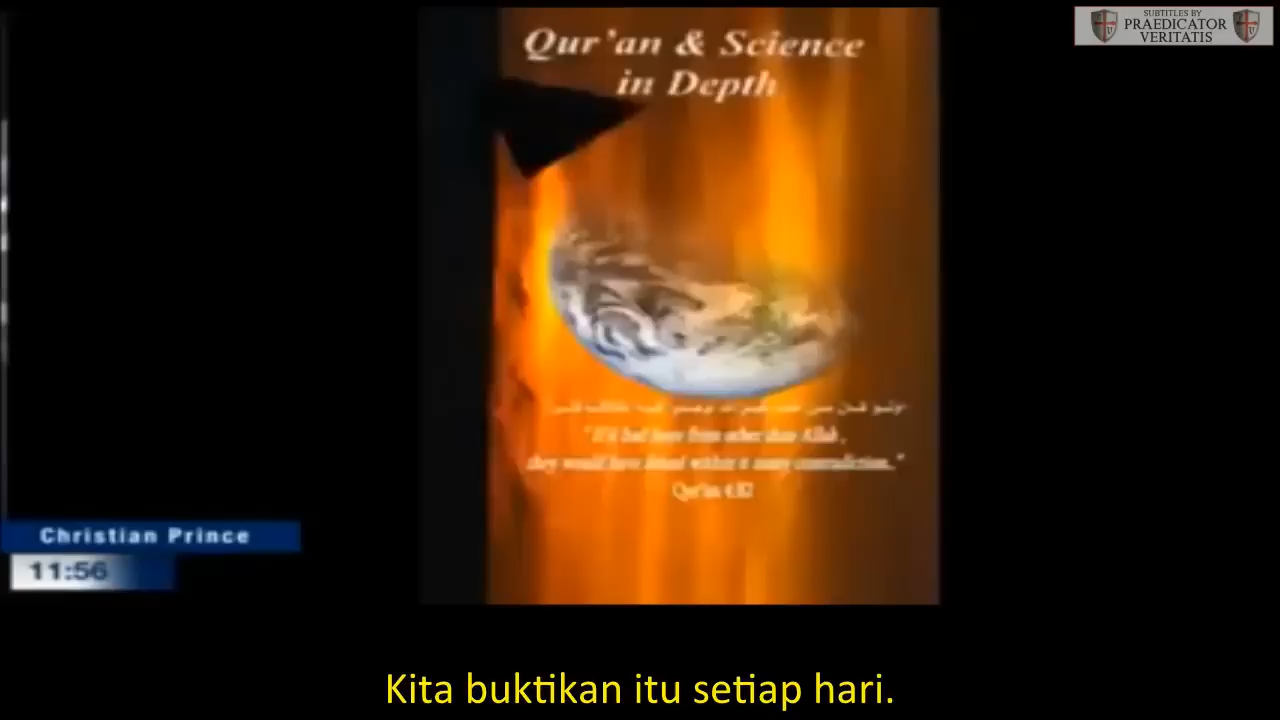 SUBTITLES BY
PRAEDICATOR
VERITATIS
Qur'an & Science
in Depth
"If it had been from other than Allah,
they would have found within it many contradiction."
Qur'an 4:82
Christian Prince
11:56
Kita buktikan itu setiap hari.